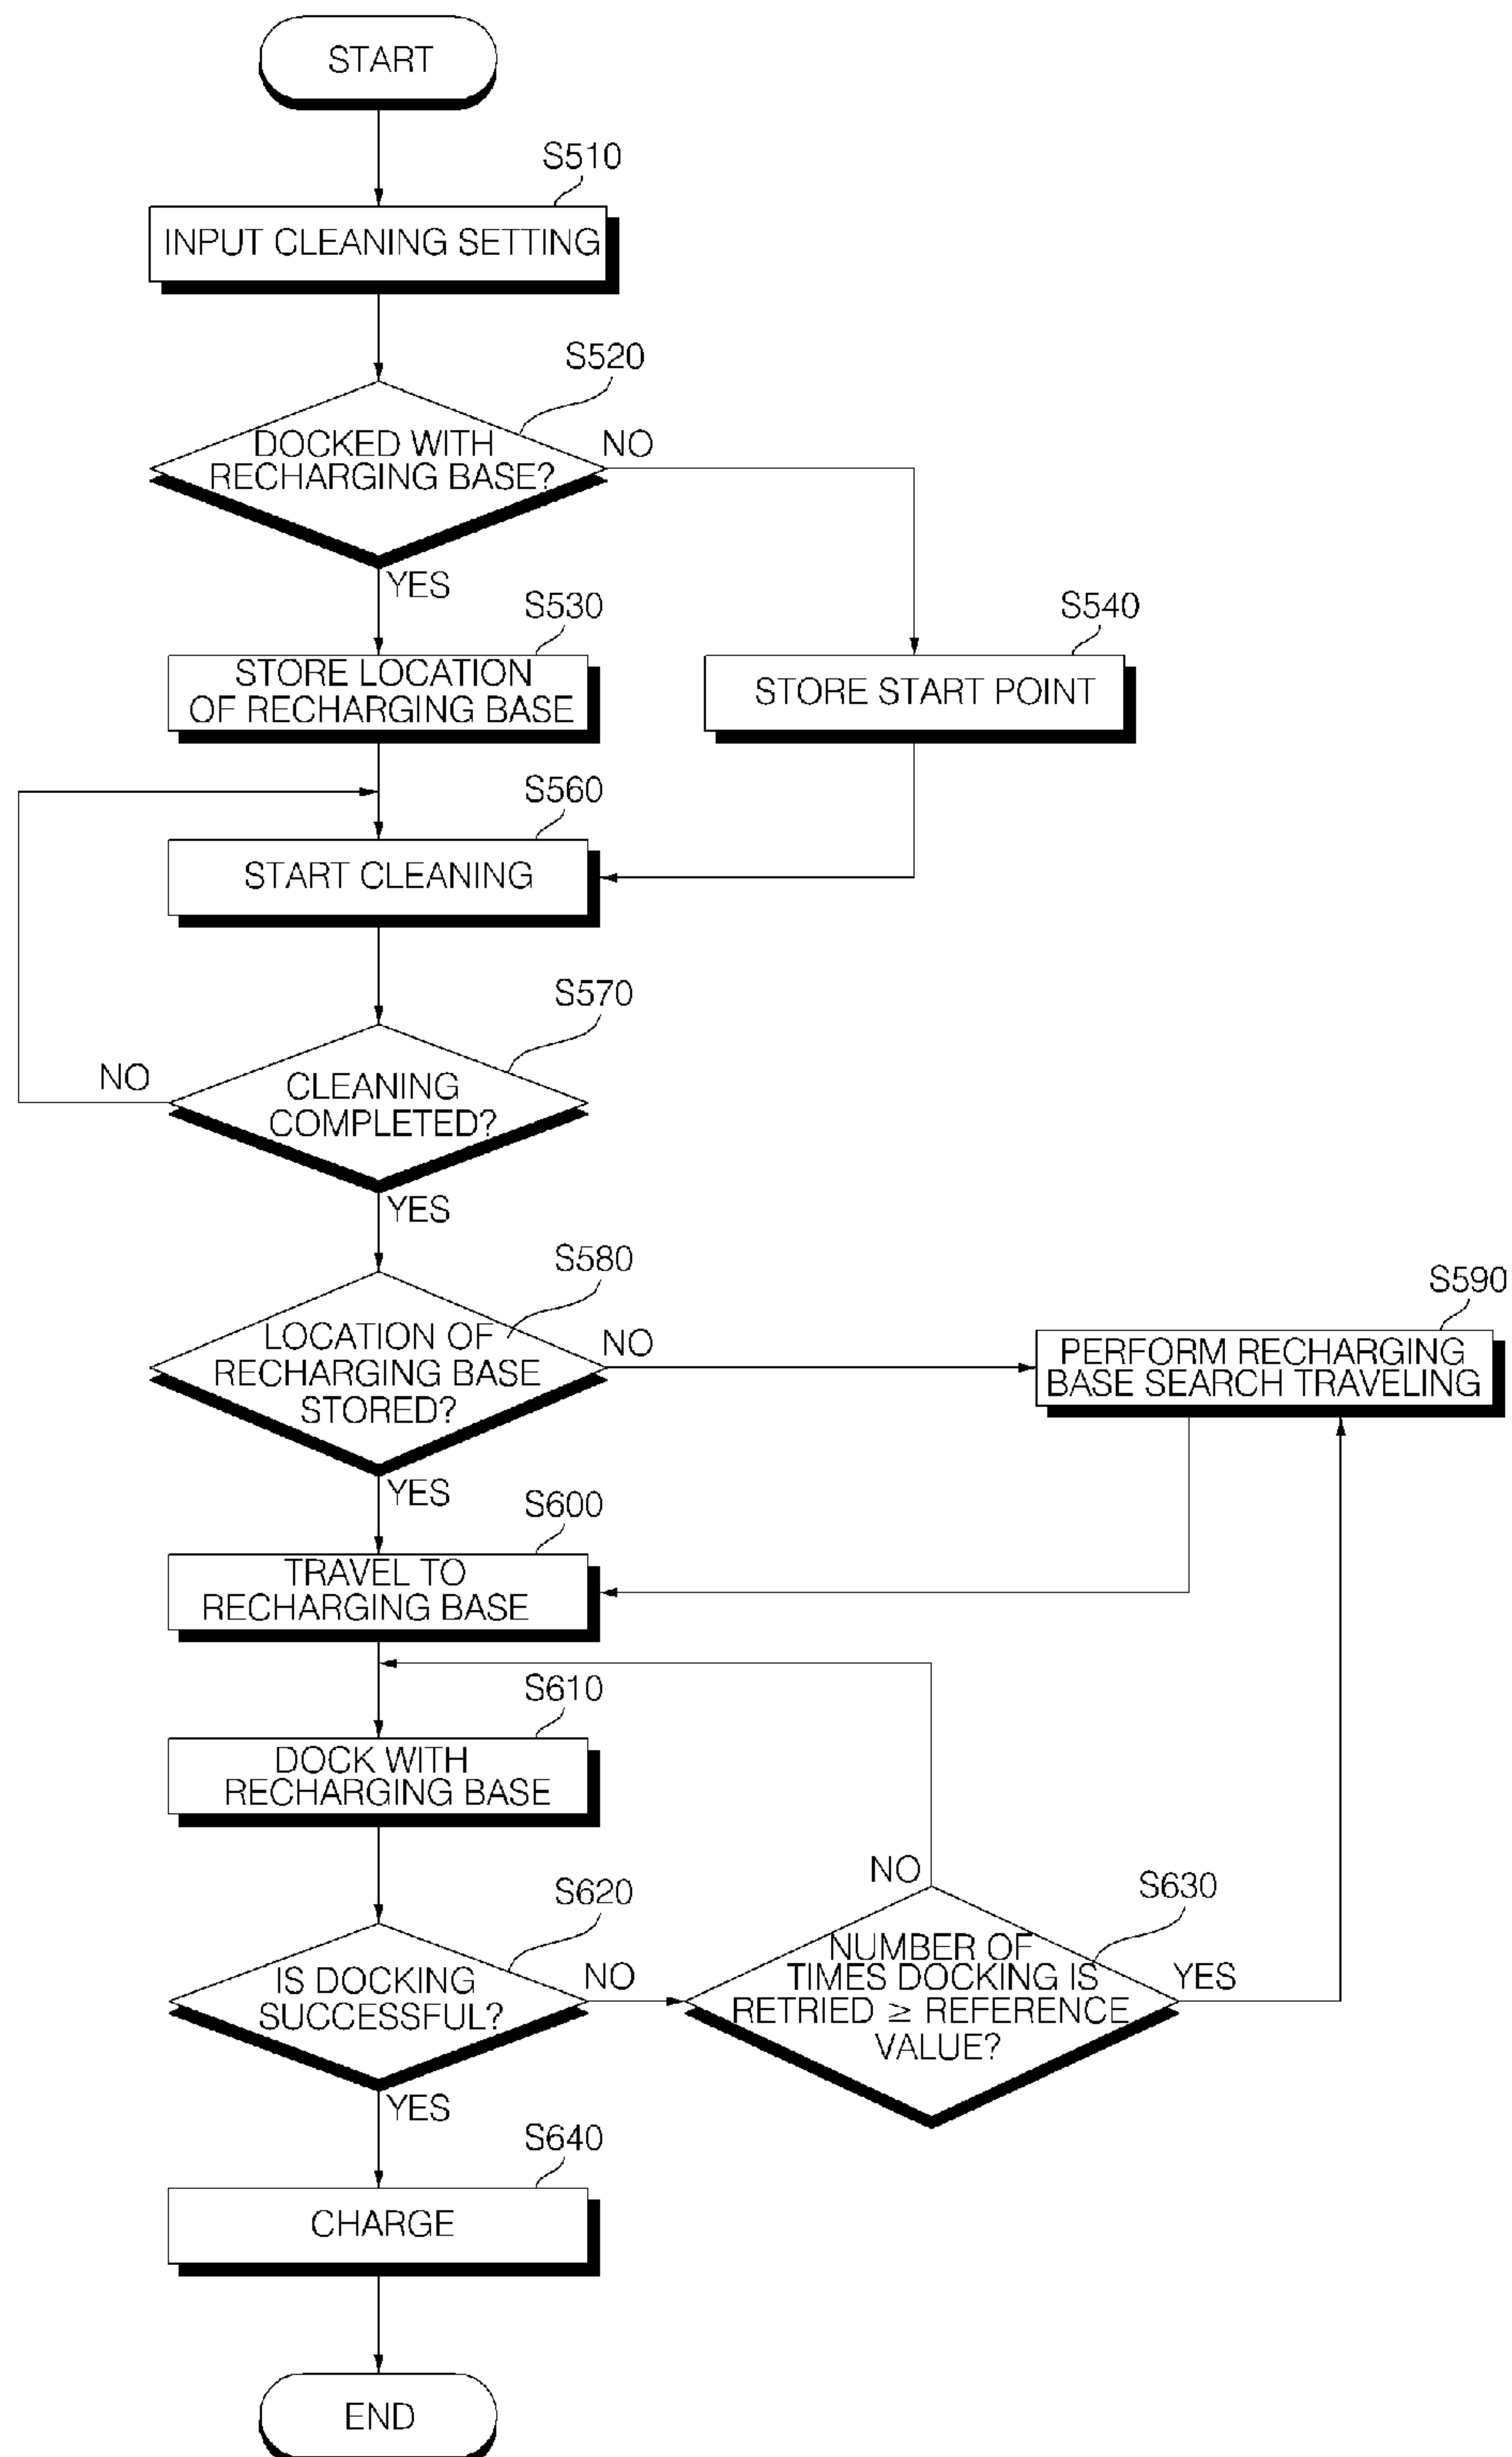 START
S510
INPUT CLEANING SETTING
S520
DOCKED WITH
RECHARGING BASE?
NO
YES
S530
STORE LOCATION
OF RECHARGING BASE
S540
STORE START POINT
S560
START CLEANING
S570
CLEANING
COMPLETED?
NO
YES
S580
LOCATION OF
RECHARGING BASE
STORED?
NO
S590
PERFORM RECHARGING
BASE SEARCH TRAVELING
YES
S600
TRAVEL TO
RECHARGING BASE
S610
DOCK WITH
RECHARGING BASE
S620
IS DOCKING
SUCCESSFUL?
NO
NO
S630
NUMBER OF
TIMES DOCKING IS
RETRIED ≥ REFERENCE
VALUE?
YES
YES
S640
CHARGE
END